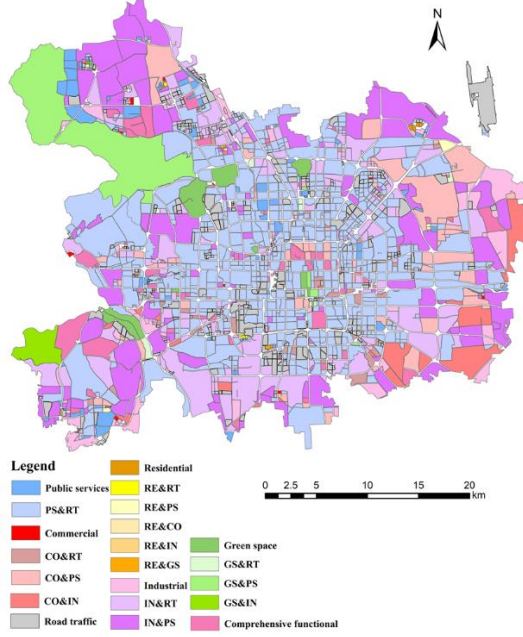 N
Legend
Public services
PS&RT
Commercial
CO&RT
CO&PS
CO&IN
Road traffic
Residential
RE&RT
RE&PS
RE&CO
RE&IN
RE&GS
Industrial
IN&RT
IN&PS
Green space
GS&RT
GS&PS
GS&IN
Comprehensive functional
0 2.5 5 10 15 20
km